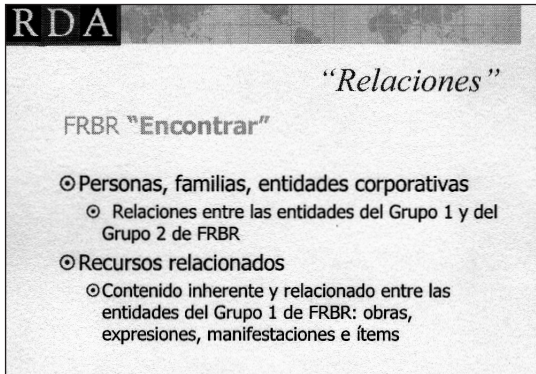 RDA
“Relaciones”
FRBR “Encontrar”
Personas, familias, entidades corporativas
Relaciones entre las entidades del Grupo 1 y del
Grupo 2 de FRBR
Recursos relacionados
Contenido inherente y relacionado entre las
entidades del Grupo 1 de FRBR: obras,
expresiones, manifestaciones e ítems